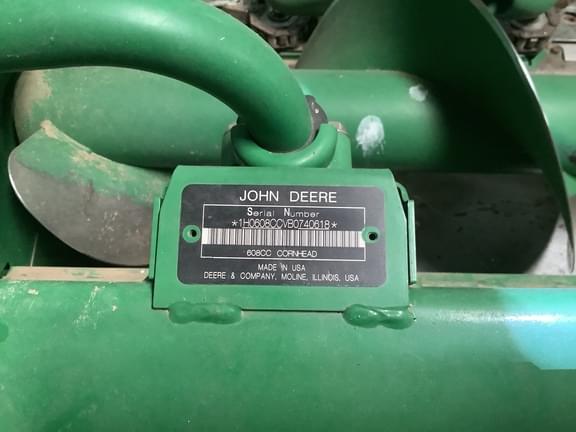 JOHN DEERE
Serial Number
*1H0608CCVB0740618*
608CC CORNHEAD
MADE IN USA
DEERE & COMPANY, MOLINE, ILLINOIS, USA